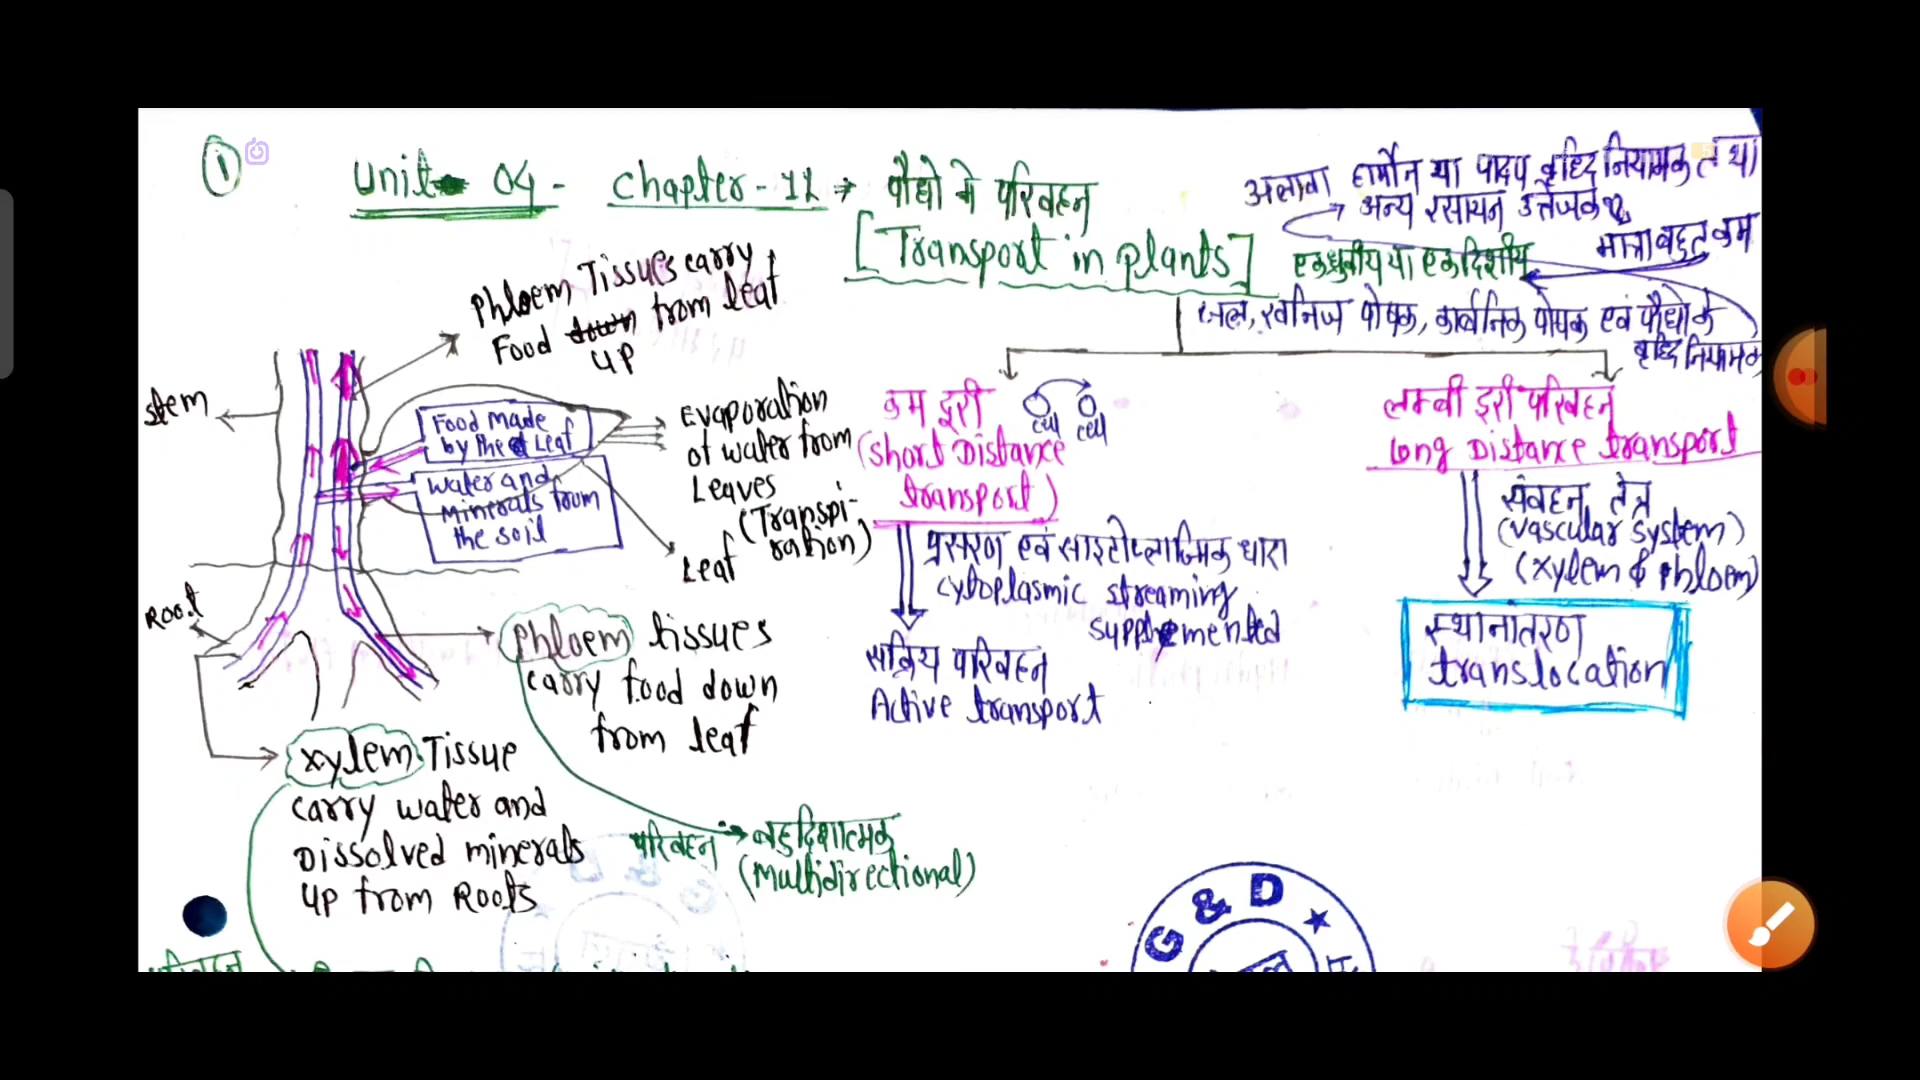 1
Unit 04 - Chapter-11 → पौधो मे परिवहन
[Transport in plants]
अलावा हार्मोन या पादप वृद्धि नियामक तथा
अन्य रसायन उत्तेजक
मात्रा बहुत कम
एकध्रुवीय या एकदिशीय
जल, खनिज पोषक, कार्बनिक पोषक एवं पौधो के
वृद्धि नियामक
Phloem Tissues carry
Food down from leaf
up
stem
Food made
by the Leaf
water and
minerals from
the soil
Evaporation
of water from
Leaves
(Transpi-
ration)
Leaf
Root
Phloem tissues
carry food down
from leaf
xylem Tissue
carry water and
Dissolved minerals
up from Roots
परिवहन → बहुदिशात्मक
(Multidirectional)
कम दूरी
cell cell
(short Distance
transport)
प्रसरण एवं साइटोप्लाज्मिक धारा
cytoplasmic streaming
supplemented
सक्रिय परिवहन
Active transport
लम्बी दूरी परिवहन
Long Distance transport
संवहन तंत्र
(vascular system)
(xylem & Phloem)
स्थानांतरण
translocation
G & D